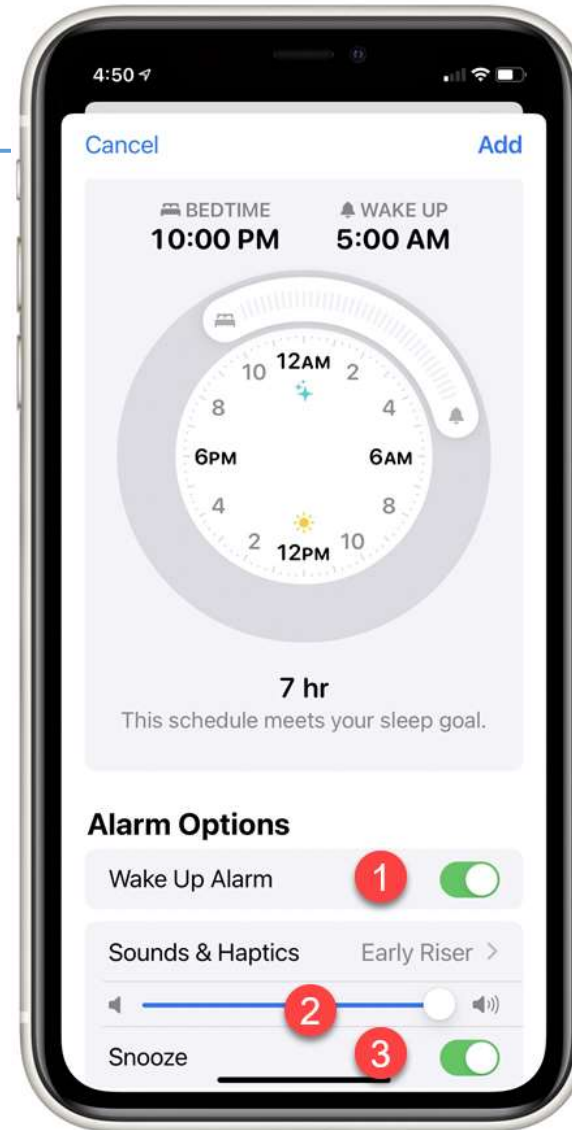 4:50
Cancel Add
BEDTIME WAKE UP
10:00 PM 5:00 AM
12AM
10 2
8 4
6PM 6AM
4 8
2 10
12PM
7 hr
This schedule meets your sleep goal.
Alarm Options
Wake Up Alarm 1
Sounds & Haptics Early Riser >
2
Snooze 3